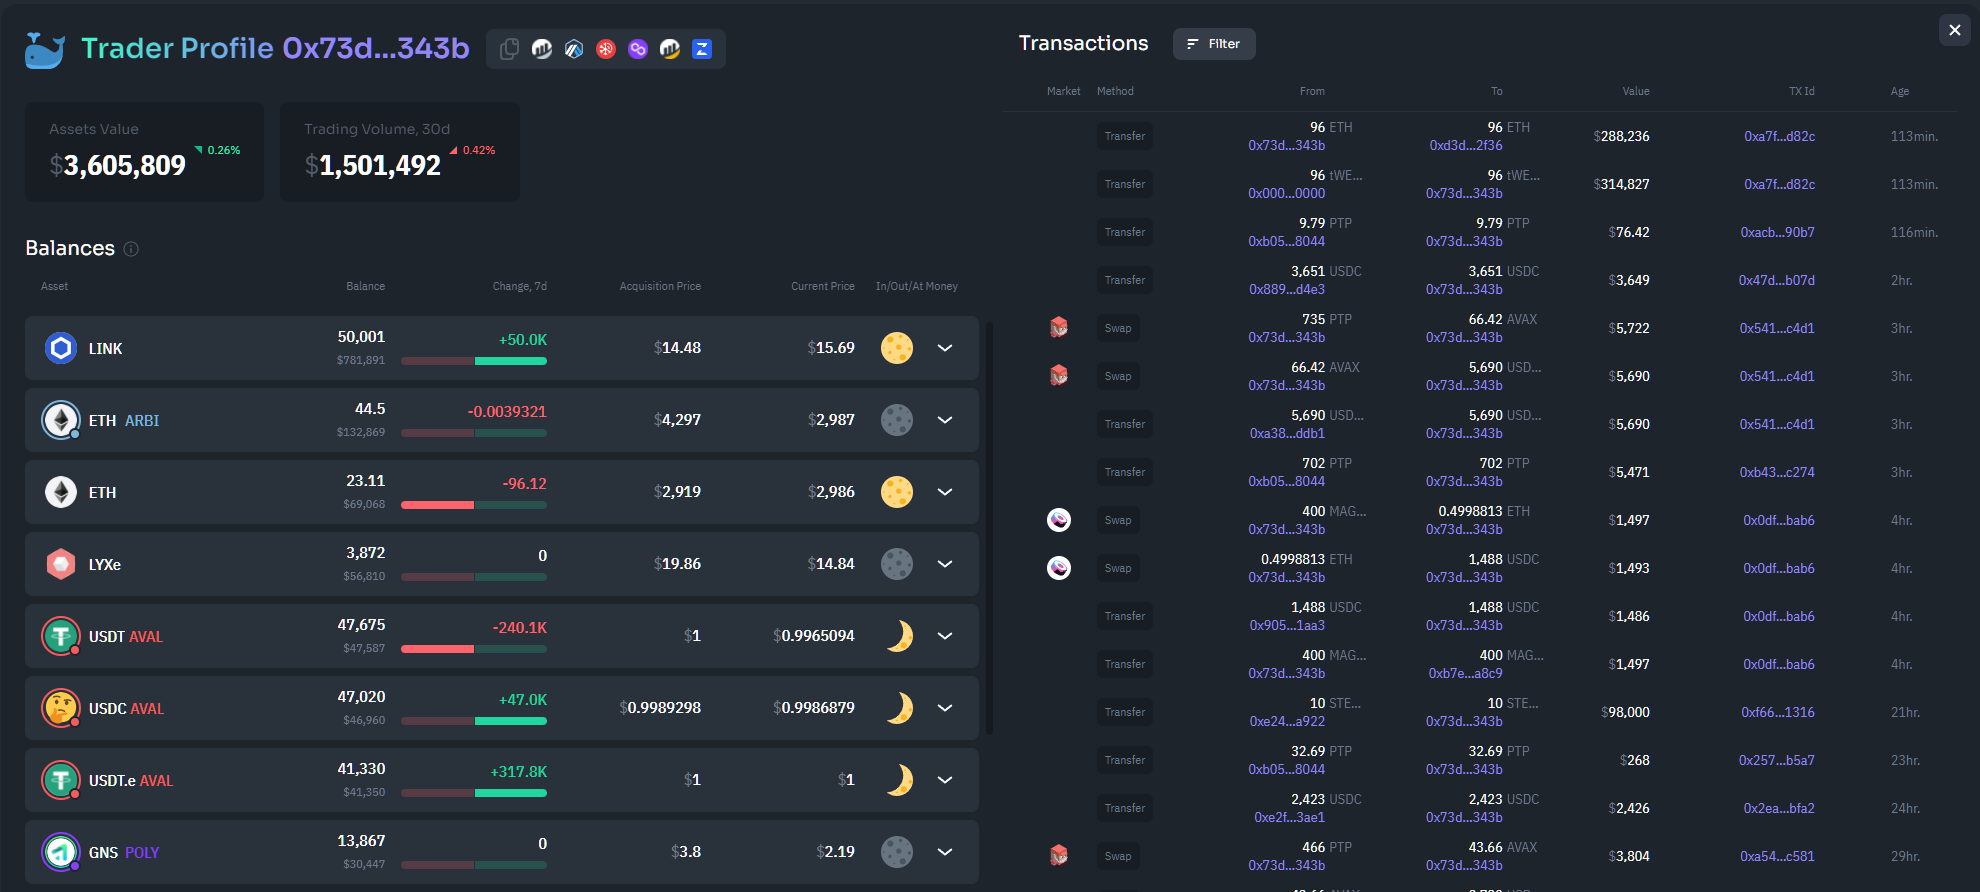 Trader Profile 0x73d...343b
Assets Value
$3,605,809 0.26%
Trading Volume, 30d
$1,501,492 0.42%
Balances
Asset Balance Change, 7d Acquisition Price Current Price In/Out/At Money
LINK 50,001 $781,891 +50.0K $14.48 $15.69
ETH ARBI 44.5 $132,869 -0.0039321 $4,297 $2,987
ETH 23.11 $69,068 -96.12 $2,919 $2,986
LYXe 3,872 $56,810 0 $19.86 $14.84
USDT AVAL 47,675 $47,587 -240.1K $1 $0.9965094
USDC AVAL 47,020 $46,960 +47.0K $0.9989298 $0.9986879
USDT.e AVAL 41,330 $41,350 +317.8K $1 $1
GNS POLY 13,867 $30,447 0 $3.8 $2.19
Transactions Filter
Market Method From To Value TX Id Age
Transfer 96 ETH 0x73d...343b 96 ETH 0xd3d...2f36 $288,236 0xa7f...d82c 113min.
Transfer 96 tWE... 0x000...0000 96 tWE... 0x73d...343b $314,827 0xa7f...d82c 113min.
Transfer 9.79 PTP 0xb05...8044 9.79 PTP 0x73d...343b $76.42 0xacb...90b7 116min.
Transfer 3,651 USDC 0x889...d4e3 3,651 USDC 0x73d...343b $3,649 0x47d...b07d 2hr.
Swap 735 PTP 0x73d...343b 66.42 AVAX 0x73d...343b $5,722 0x541...c4d1 3hr.
Swap 66.42 AVAX 0x73d...343b 5,690 USD... 0x73d...343b $5,690 0x541...c4d1 3hr.
Transfer 5,690 USD... 0xa38...ddb1 5,690 USD... 0x73d...343b $5,690 0x541...c4d1 3hr.
Transfer 702 PTP 0xb05...8044 702 PTP 0x73d...343b $5,471 0xb43...c274 3hr.
Swap 400 MAG... 0x73d...343b 0.4998813 ETH 0x73d...343b $1,497 0x0df...bab6 4hr.
Swap 0.4998813 ETH 0x73d...343b 1,488 USDC 0x73d...343b $1,493 0x0df...bab6 4hr.
Transfer 1,488 USDC 0x905...1aa3 1,488 USDC 0x73d...343b $1,486 0x0df...bab6 4hr.
Transfer 400 MAG... 0x73d...343b 400 MAG... 0xb7e...a8c9 $1,497 0x0df...bab6 4hr.
Transfer 10 STE... 0xe24...a922 10 STE... 0x73d...343b $98,000 0xf66...1316 21hr.
Transfer 32.69 PTP 0xb05...8044 32.69 PTP 0x73d...343b $268 0x257...b5a7 23hr.
Transfer 2,423 USDC 0xe2f...3ae1 2,423 USDC 0x73d...343b $2,426 0x2ea...bfa2 24hr.
Swap 466 PTP 0x73d...343b 43.66 AVAX 0x73d...343b $3,804 0xa54...c581 29hr.